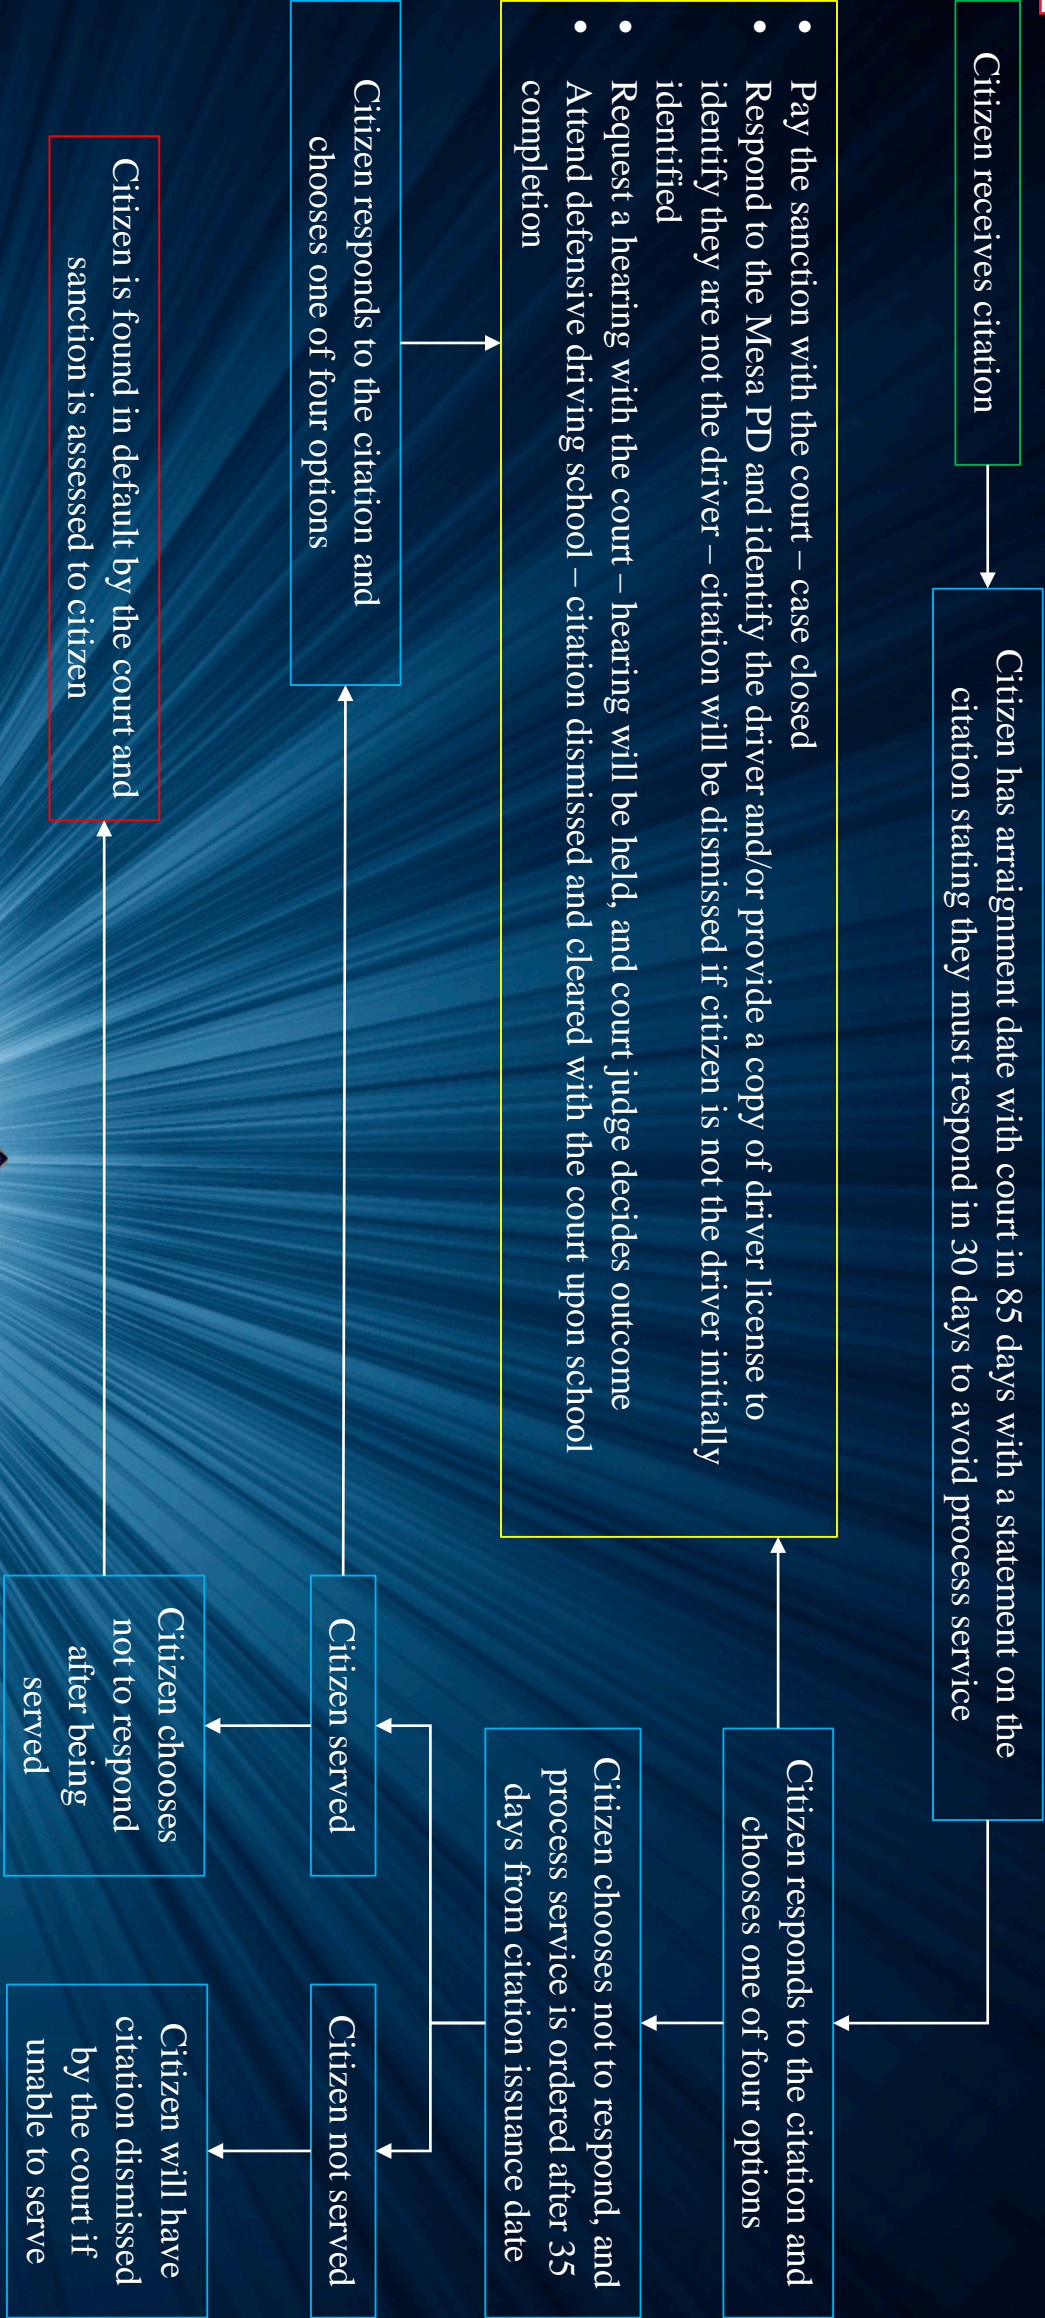 Citizen receives citation
Citizen has arraignment date with court in 85 days with a statement on the
citation stating they must respond in 30 days to avoid process service
• Pay the sanction with the court – case closed
• Respond to the Mesa PD and identify the driver and/or provide a copy of driver license to
identify they are not the driver – citation will be dismissed if citizen is not the driver initially
identified
• Request a hearing with the court – hearing will be held, and court judge decides outcome
• Attend defensive driving school – citation dismissed and cleared with the court upon school
completion
Citizen responds to the citation and
chooses one of four options
Citizen chooses not to respond, and
process service is ordered after 35
days from citation issuance date
Citizen responds to the citation and
chooses one of four options
Citizen served
Citizen not served
Citizen is found in default by the court and
sanction is assessed to citizen
Citizen chooses
not to respond
after being
served
Citizen will have
citation dismissed
by the court if
unable to serve